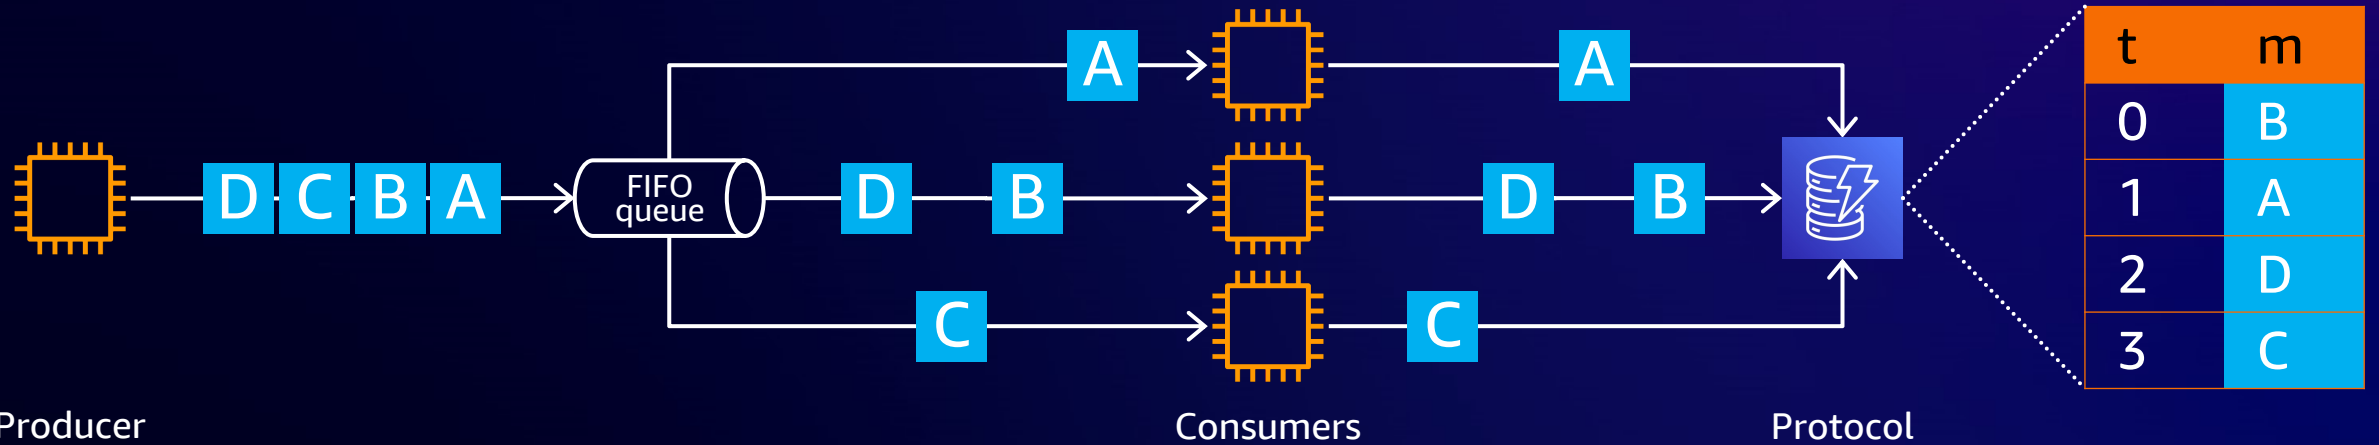 A
A
D C B A
FIFO
queue
D
B
D
B
C
C
t m
0 B
1 A
2 D
3 C
Producer
Consumers
Protocol